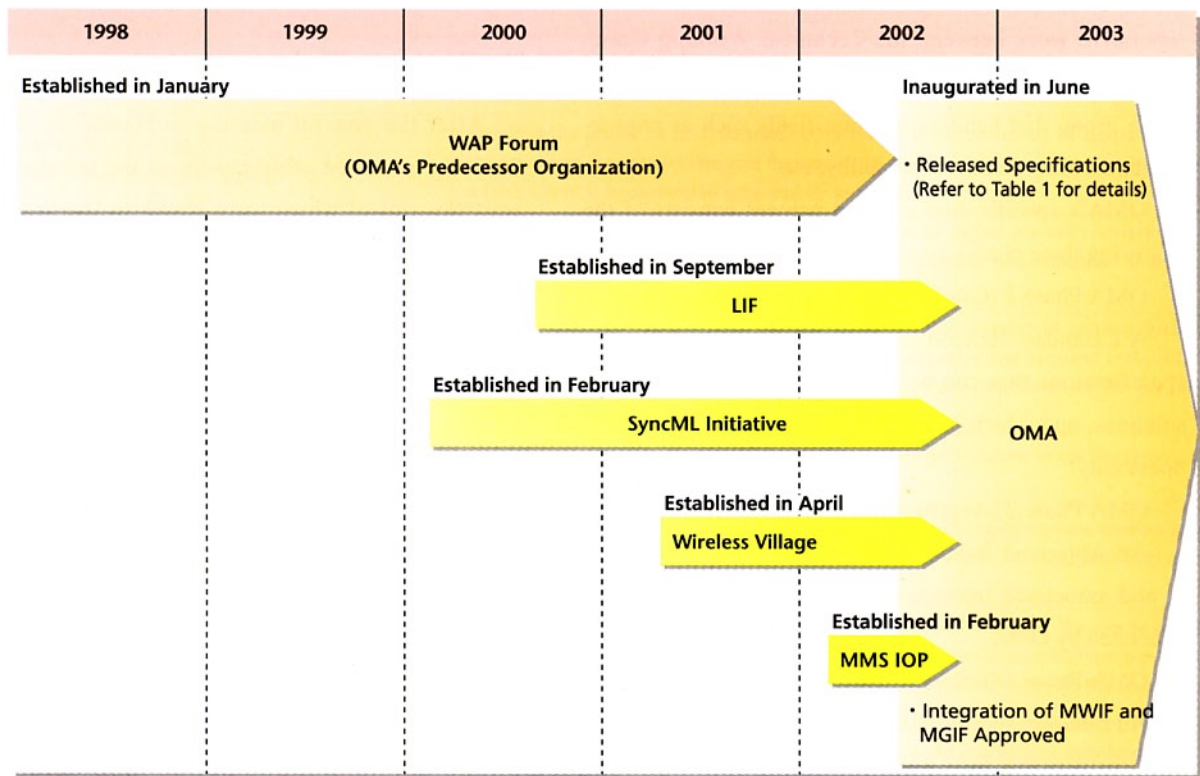 1998
1999
2000
2001
2002
2003
Established in January
Inaugurated in June
WAP Forum
(OMA's Predecessor Organization)
・Released Specifications
(Refer to Table 1 for details)
Established in September
LIF
Established in February
SyncML Initiative
OMA
Established in April
Wireless Village
Established in February
MMS IOP
・Integration of MWIF and
MGIF Approved